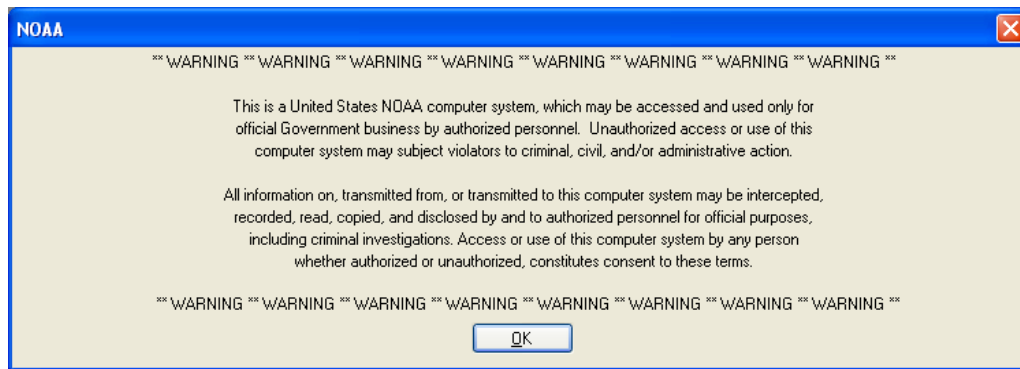 NOAA
** WARNING ** WARNING ** WARNING ** WARNING ** WARNING ** WARNING ** WARNING ** WARNING **
This is a United States NOAA computer system, which may be accessed and used only for
official Government business by authorized personnel.  Unauthorized access or use of this
computer system may subject violators to criminal, civil, and/or administrative action.
All information on, transmitted from, or transmitted to this computer system may be intercepted,
recorded, read, copied, and disclosed by and to authorized personnel for official purposes,
including criminal investigations. Access or use of this computer system by any person
whether authorized or unauthorized, constitutes consent to these terms.
** WARNING ** WARNING ** WARNING ** WARNING ** WARNING ** WARNING ** WARNING ** WARNING **
OK